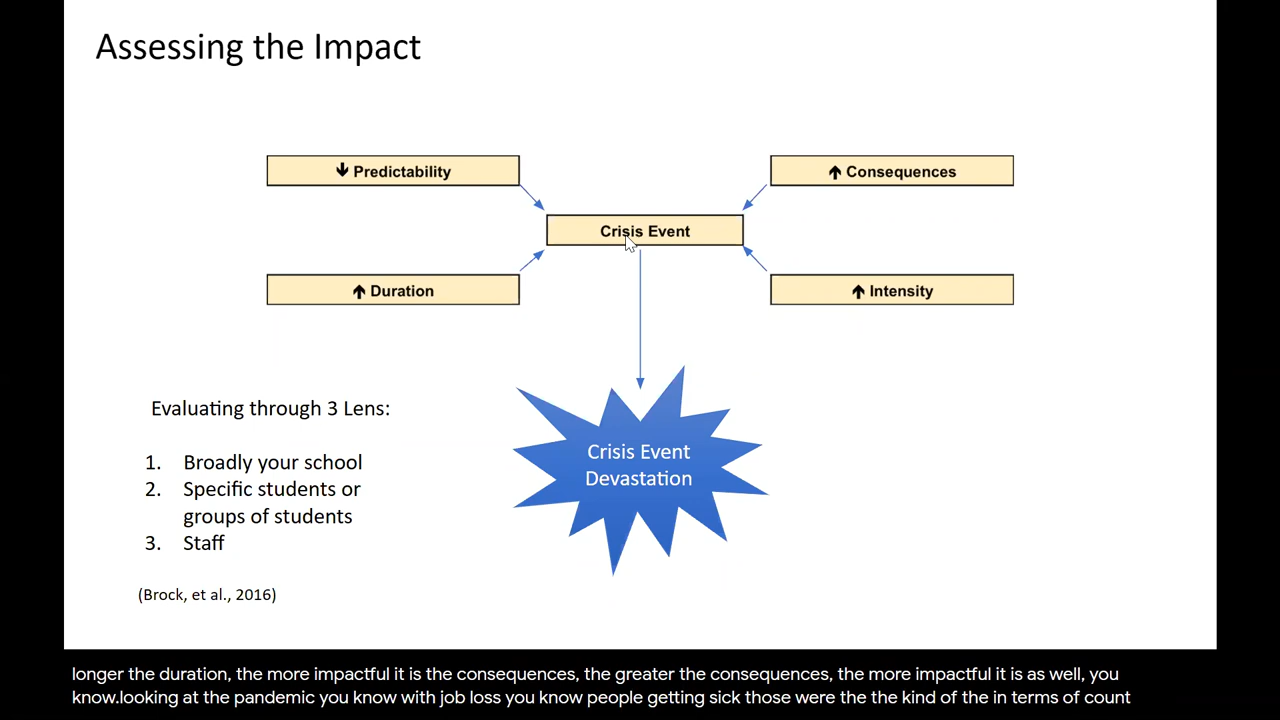 Assessing the Impact
🡫 Predictability
🡩 Consequences
Crisis Event
🡩 Duration
🡩 Intensity
Crisis Event
Devastation
Evaluating through 3 Lens:
1. Broadly your school
2. Specific students or
groups of students
3. Staff
(Brock, et al., 2016)
longer the duration, the more impactful it is the consequences, the greater the consequences, the more impactful it is as well, you
know.looking at the pandemic you know with job loss you know people getting sick those were the the kind of the in terms of count